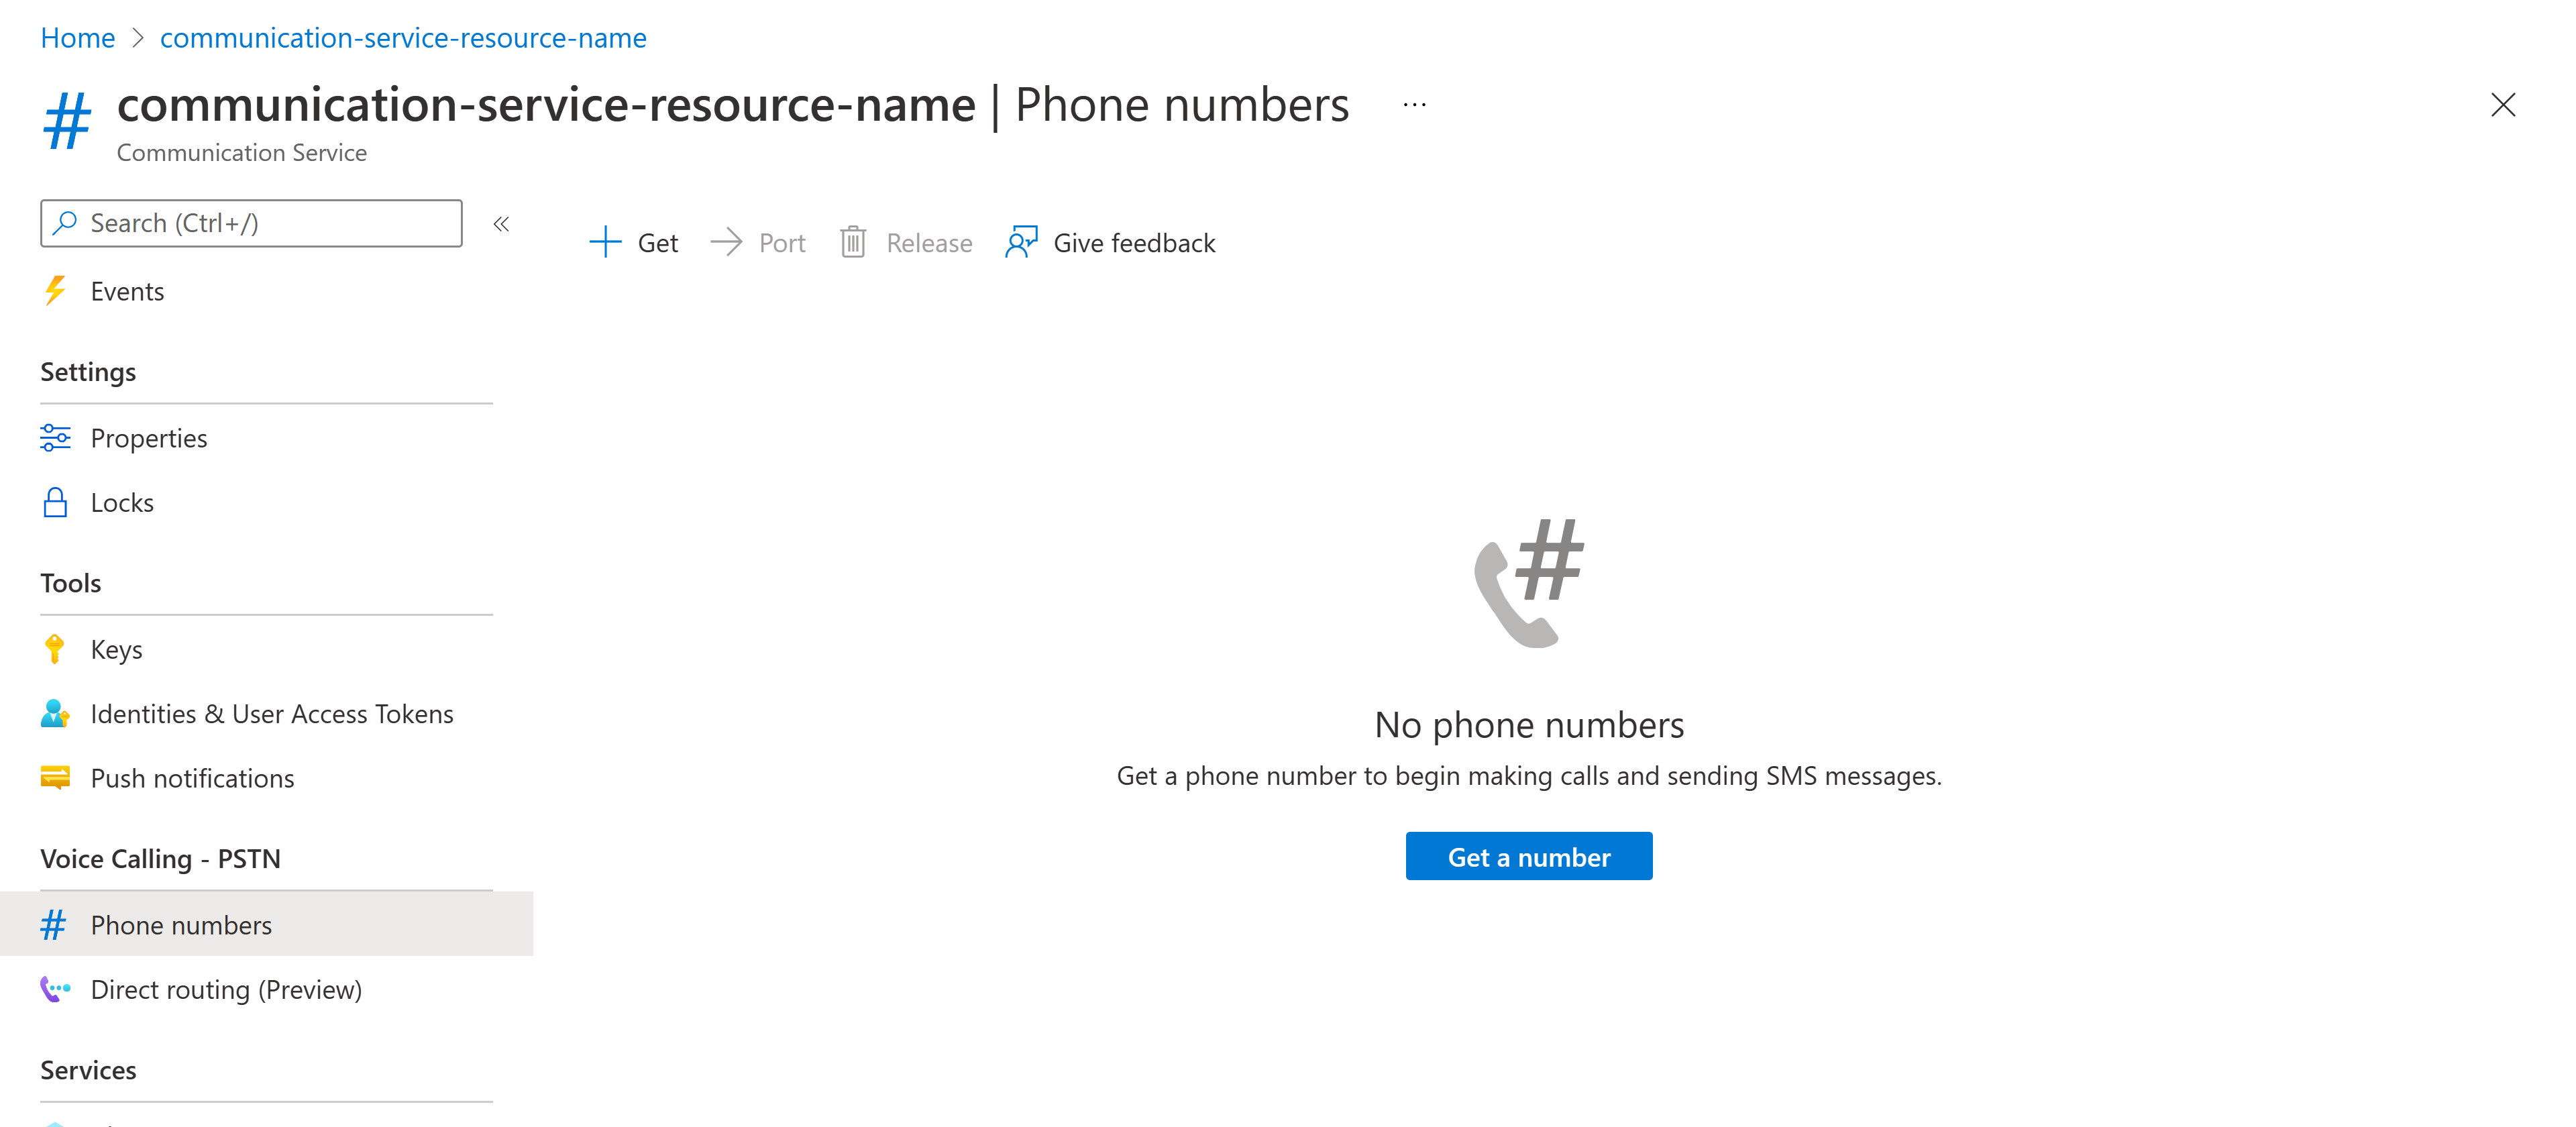 Home > communication-service-resource-name
communication-service-resource-name | Phone numbers ...
Communication Service
Search (Ctrl+/)
Events
Settings
Properties
Locks
Tools
Keys
Identities & User Access Tokens
Push notifications
Voice Calling - PSTN
Phone numbers
Direct routing (Preview)
Services
Get Port Release Give feedback
No phone numbers
Get a phone number to begin making calls and sending SMS messages.
Get a number